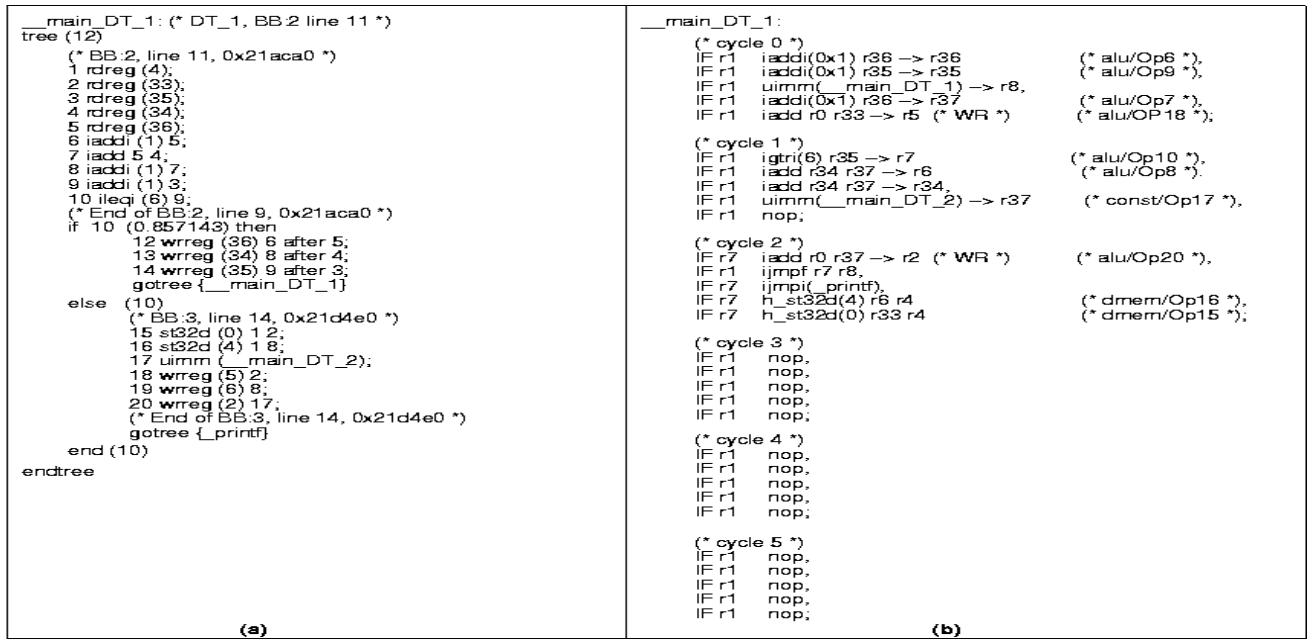 __main_DT_1: (* DT_1, BB:2 line 11 *)
tree (12)
(* BB:2, line 11, 0x21aca0 *)
1 rdreg (4);
2 rdreg (33);
3 rdreg (35);
4 rdreg (34);
5 rdreg (36);
6 iaddi (1) 5;
7 iadd 5 4;
8 iaddi (1) 7;
9 iaddi (1) 3;
10 ileqi (6) 9;
(* End of BB:2, line 9, 0x21aca0 *)
if 10 (0.857143) then
12 wrreg (36) 6 after 5;
13 wrreg (34) 8 after 4;
14 wrreg (35) 9 after 3;
gotree {__main_DT_1}
else (10)
(* BB:3, line 14, 0x21d4e0 *)
15 st32d (0) 1 2;
16 st32d (4) 1 8;
17 uimm (__main_DT_2);
18 wrreg (5) 2;
19 wrreg (6) 8;
20 wrreg (2) 17;
(* End of BB:3, line 14, 0x21d4e0 *)
gotree {_printf}
end (10)
endtree
(a)
__main_DT_1:
(* cycle 0 *)
IF r1 iaddi(0x1) r36 -> r36 (* alu/Op6 *),
IF r1 iaddi(0x1) r35 -> r35 (* alu/Op9 *),
IF r1 uimm(__main_DT_1) -> r8,
IF r1 iaddi(0x1) r36 -> r37 (* alu/Op7 *),
IF r1 iadd r0 r33 -> r5 (* WR *) (* alu/OP18 *);
(* cycle 1 *)
IF r1 igtri(6) r35 -> r7 (* alu/Op10 *),
IF r1 iadd r34 r37 -> r6 (* alu/Op8 *).
IF r1 iadd r34 r37 -> r34,
IF r1 uimm(__main_DT_2) -> r37 (* const/Op17 *),
IF r1 nop;
(* cycle 2 *)
IF r7 iadd r0 r37 -> r2 (* WR *) (* alu/Op20 *),
IF r1 ijmpf r7 r8,
IF r7 ijmpi(_printf),
IF r7 h_st32d(4) r6 r4 (* dmem/Op16 *),
IF r7 h_st32d(0) r33 r4 (* dmem/Op15 *);
(* cycle 3 *)
IF r1 nop,
IF r1 nop,
IF r1 nop,
IF r1 nop,
IF r1 nop;
(* cycle 4 *)
IF r1 nop,
IF r1 nop,
IF r1 nop,
IF r1 nop,
IF r1 nop;
(* cycle 5 *)
IF r1 nop,
IF r1 nop,
IF r1 nop,
IF r1 nop,
IF r1 nop;
(b)